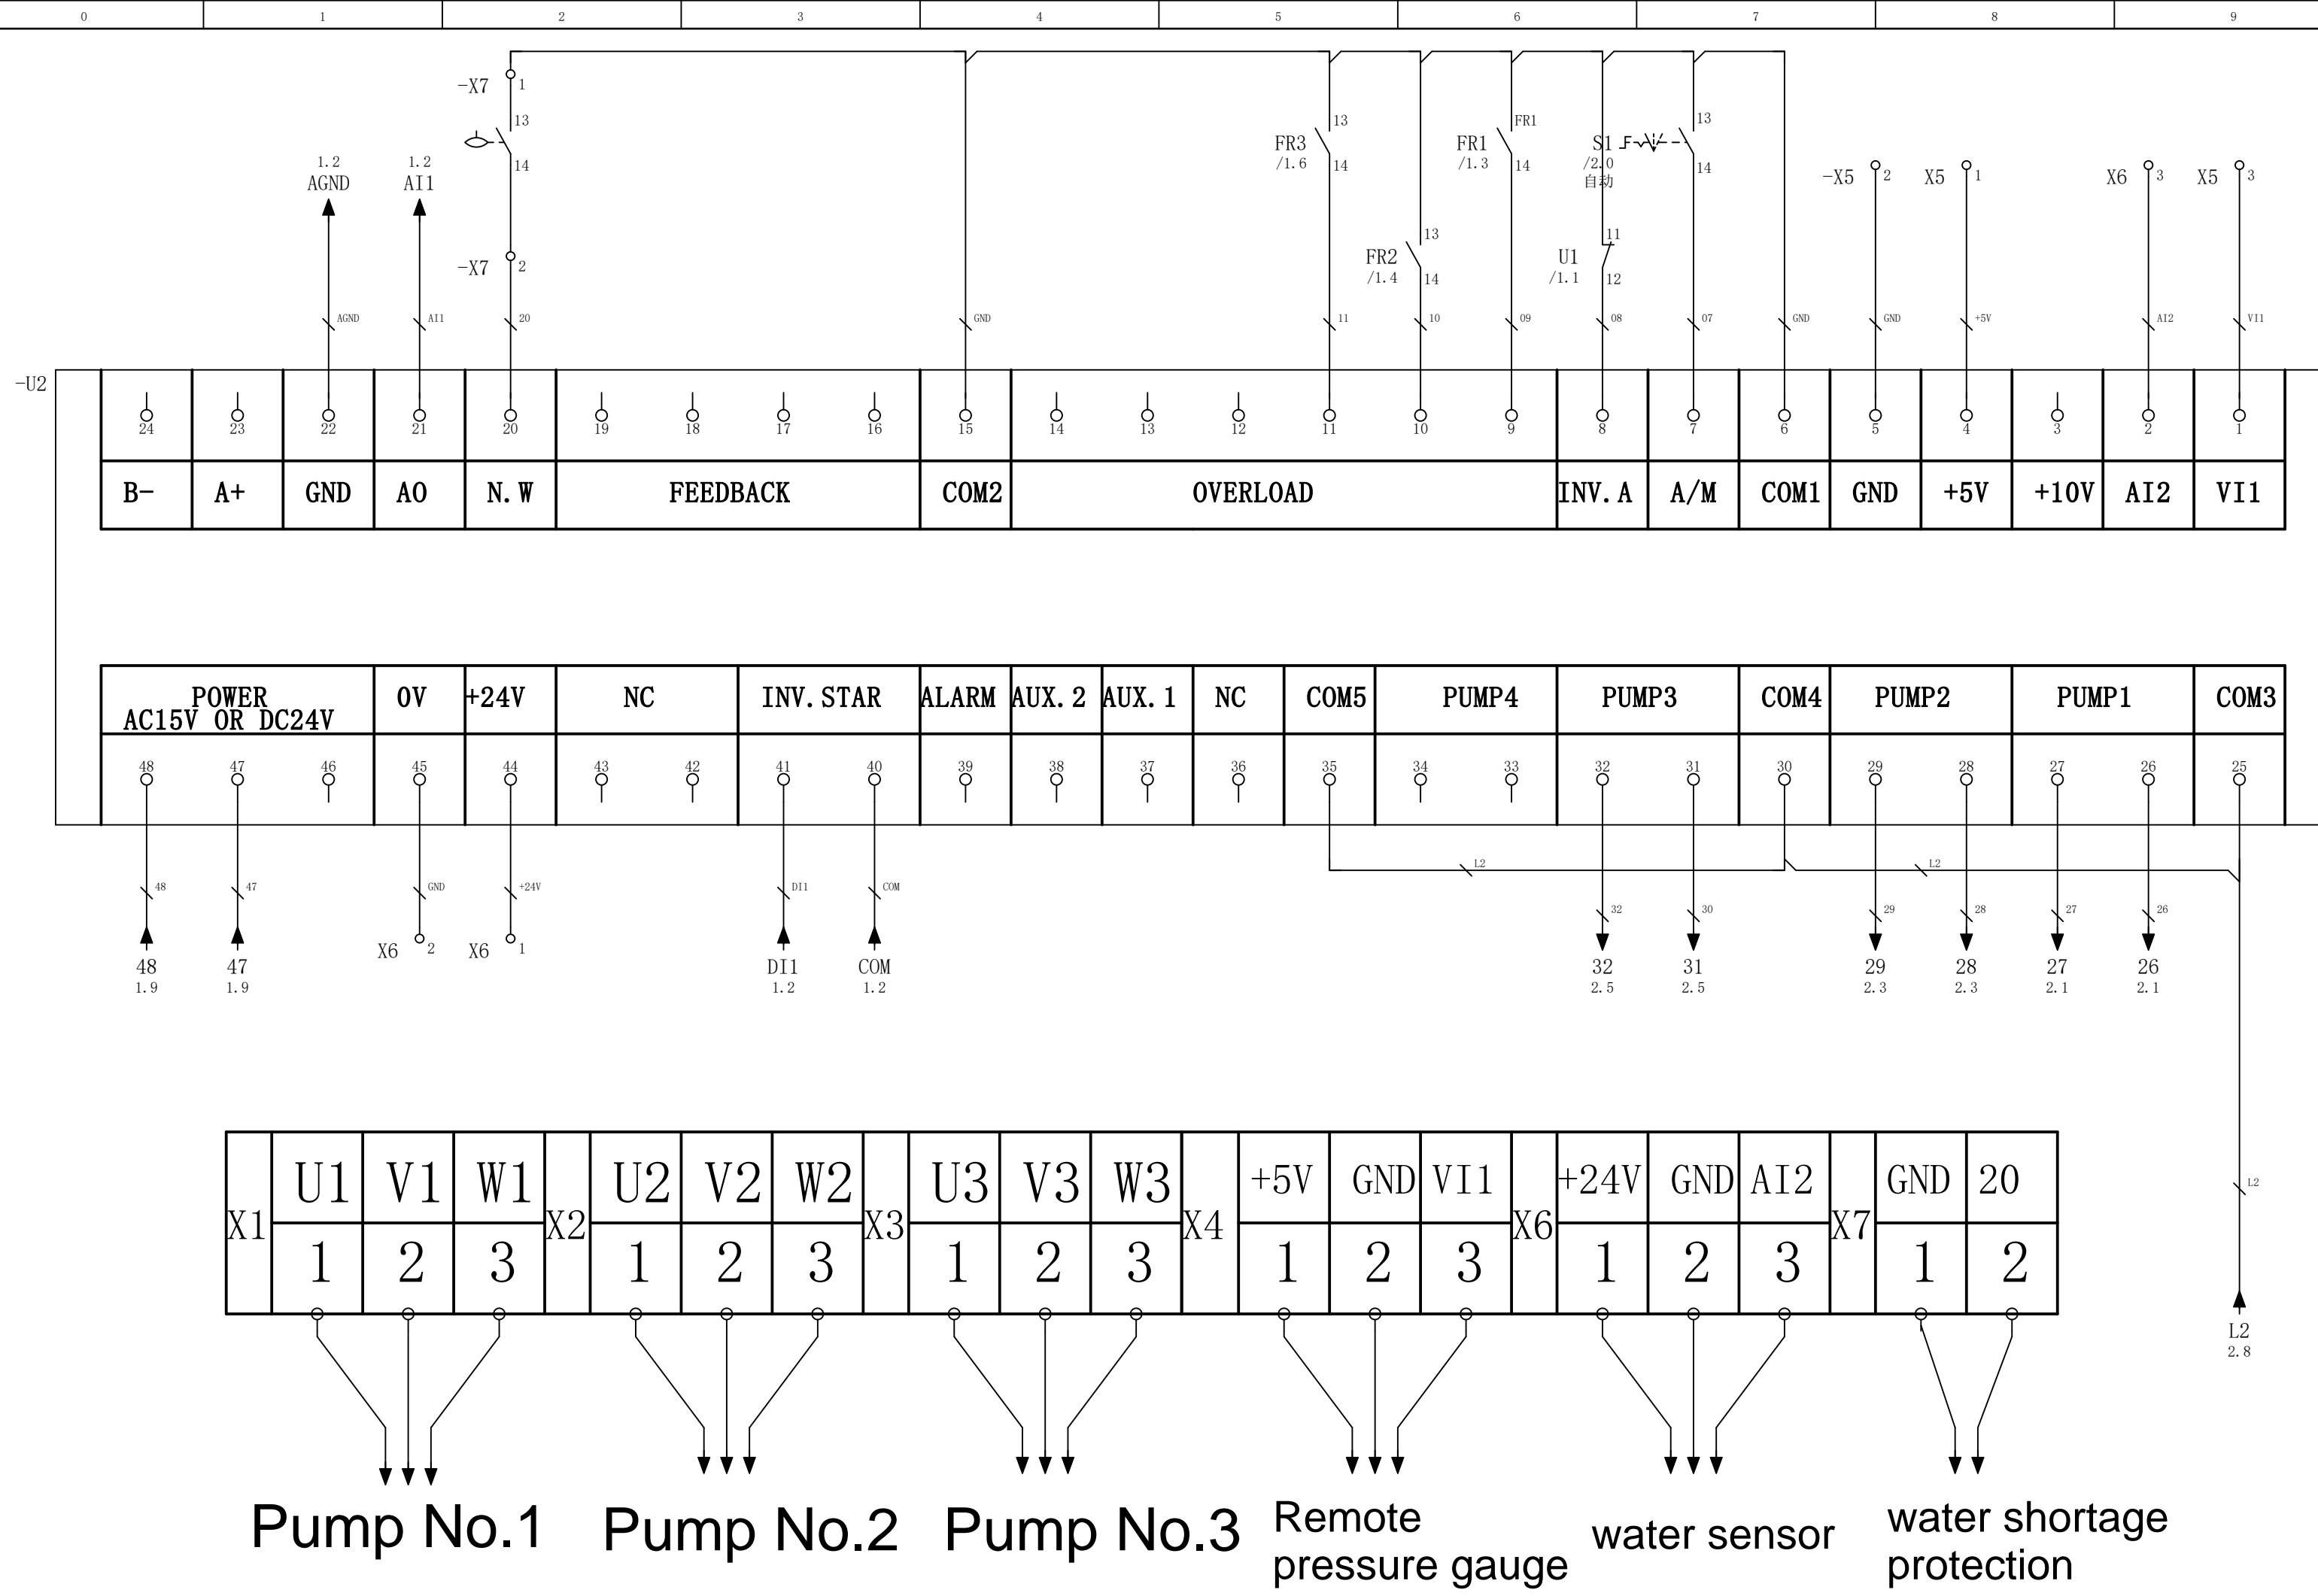 0 1 2 3 4 5 6 7 8 9
-X7 1
13
14
1.2 1.2
AGND AI1
-X7 2
AGND AI1 20 GND
FR3 13
/1.6 14
FR2 13
/1.4 14
FR1 FR1
/1.3 14
S1 13
/2.0 14
自动
U1 11
/1.1 12
-X5 2 X5 1 X6 3 X5 3
11 10 09 08 07 GND GND +5V AI2 VI1
-U2
24 23 22 21 20 19 18 17 16 15 14 13 12 11 10 9 8 7 6 5 4 3 2 1
B- A+ GND AO N.W FEEDBACK COM2 OVERLOAD INV.A A/M COM1 GND +5V +10V AI2 VI1
POWER 0V +24V NC INV.STAR ALARM AUX.2 AUX.1 NC COM5 PUMP4 PUMP3 COM4 PUMP2 PUMP1 COM3
AC15V OR DC24V
48 47 46 45 44 43 42 41 40 39 38 37 36 35 34 33 32 31 30 29 28 27 26 25
L2 L2
48 47 GND +24V DI1 COM
32 30 29 28 27 26
X6 2 X6 1
48 47 DI1 COM 32 31 29 28 27 26
1.9 1.9 1.2 1.2 2.5 2.5 2.3 2.3 2.1 2.1
U1 V1 W1 U2 V2 W2 U3 V3 W3 +5V GND VI1 +24V GND AI2 GND 20
L2
X1 X2 X3 X4 X6 X7
1 2 3 1 2 3 1 2 3 1 2 3 1 2 3 1 2
L2
2.8
Pump No.1 Pump No.2 Pump No.3
Remote
pressure gauge
water sensor
water shortage
protection